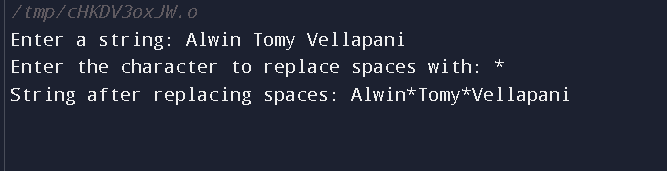 /tmp/cHKDV3oxJW.o
Enter a string: Alwin Tomy Vellapani
Enter the character to replace spaces with: *
String after replacing spaces: Alwin*Tomy*Vellapani